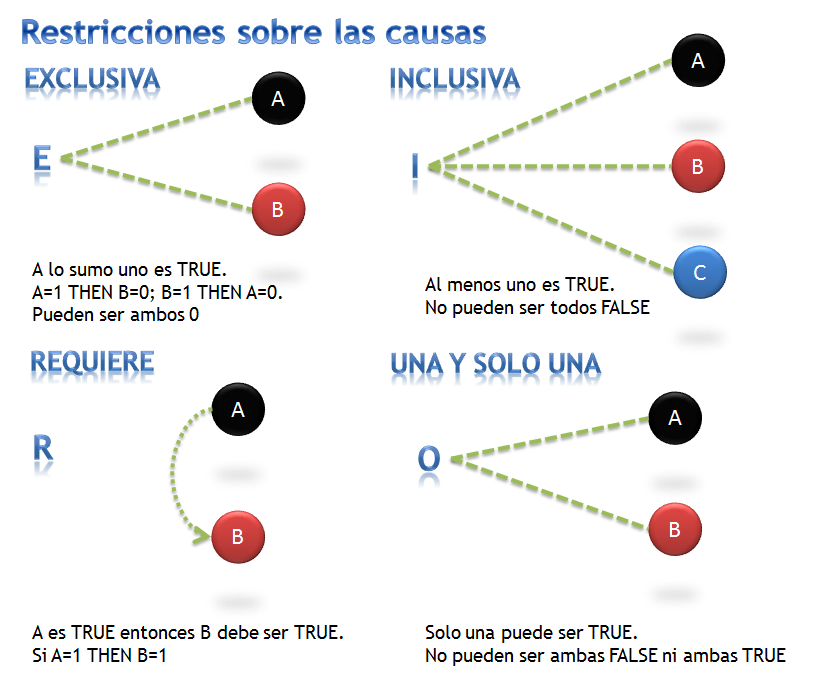 Restricciones sobre las causas
EXCLUSIVA
A
E
B
A lo sumo uno es TRUE.
A=1 THEN B=0; B=1 THEN A=0.
Pueden ser ambos 0
INCLUSIVA
A
I
B
C
Al menos uno es TRUE.
No pueden ser todos FALSE
REQUIERE
A
R
B
A es TRUE entonces B debe ser TRUE.
Si A=1 THEN B=1
UNA Y SOLO UNA
A
O
B
Solo una puede ser TRUE.
No pueden ser ambas FALSE ni ambas TRUE